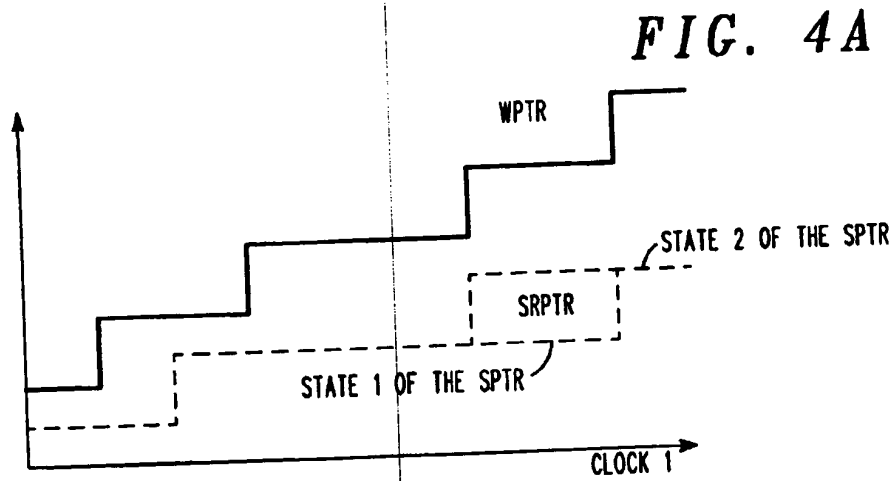 FIG. 4A
WPTR
STATE 2 OF THE SPTR
SRPTR
STATE 1 OF THE SPTR
CLOCK 1